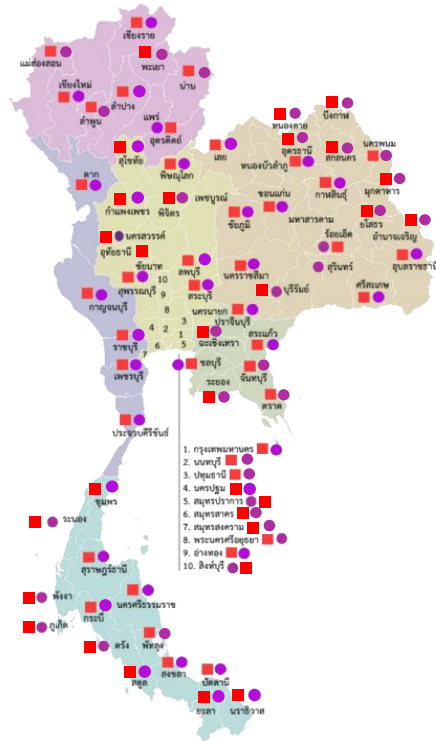 เชียงราย
แม่ฮ่องสอน
พะเยา
น่าน
เชียงใหม่
ลำปาง
ลำพูน
แพร่
อุตรดิตถ์
สุโขทัย
ตาก
พิษณุโลก
เลย
หนองคาย
บึงกาฬ
อุดรธานี
สกลนคร
นครพนม
หนองบัวลำภู
มุกดาหาร
กำแพงเพชร
พิจิตร
เพชรบูรณ์
ขอนแก่น
กาฬสินธุ์
ชัยภูมิ
มหาสารคาม
ยโสธร
อำนาจเจริญ
ร้อยเอ็ด
นครสวรรค์
อุทัยธานี
ชัยนาท
ลพบุรี
นครราชสีมา
สุรินทร์
อุบลราชธานี
สุพรรณบุรี
10
สระบุรี
บุรีรัมย์
ศรีสะเกษ
กาญจนบุรี
9
8
นครนายก
3
ปราจีนบุรี
4
2
1
ฉะเชิงเทรา
สระแก้ว
ราชบุรี
6
5
7
เพชรบุรี
ชลบุรี
จันทบุรี
ระยอง
ตราด
ประจวบคีรีขันธ์
1. กรุงเทพมหานคร
2. นนทบุรี
3. ปทุมธานี
4. นครปฐม
5. สมุทรปราการ
6. สมุทรสาคร
7. สมุทรสงคราม
8. พระนครศรีอยุธยา
9. อ่างทอง
10. สิงห์บุรี
ชุมพร
ระนอง
สุราษฎร์ธานี
พังงา
นครศรีธรรมราช
กระบี่
ภูเก็ต
ตรัง
พัทลุง
สตูล
สงขลา
ปัตตานี
ยะลา
นราธิวาส